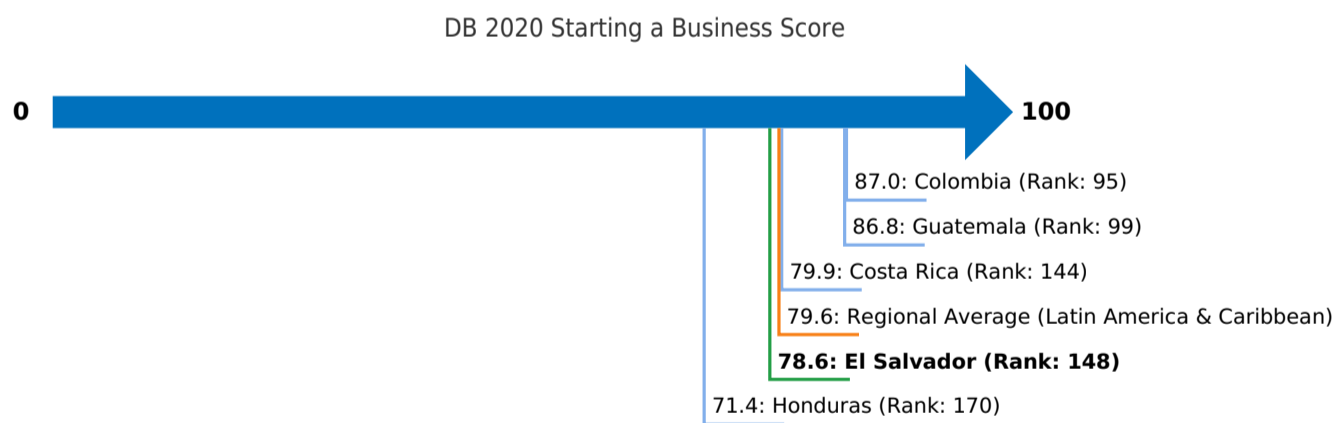 DB 2020 Starting a Business Score
0
100
87.0: Colombia (Rank: 95)
86.8: Guatemala (Rank: 99)
79.9: Costa Rica (Rank: 144)
79.6: Regional Average (Latin America & Caribbean)
78.6: El Salvador (Rank: 148)
71.4: Honduras (Rank: 170)